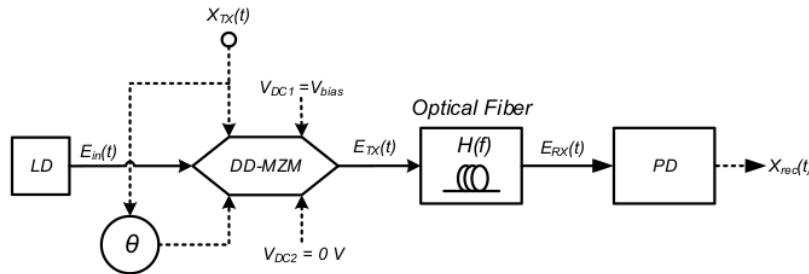 X_TX(t)
V_DC1 =V_bias
Optical Fiber
LD
E_in(t)
DD-MZM
E_TX(t)
H(f)
E_RX(t)
PD
X_rec(t)
θ
V_DC2 = 0 V